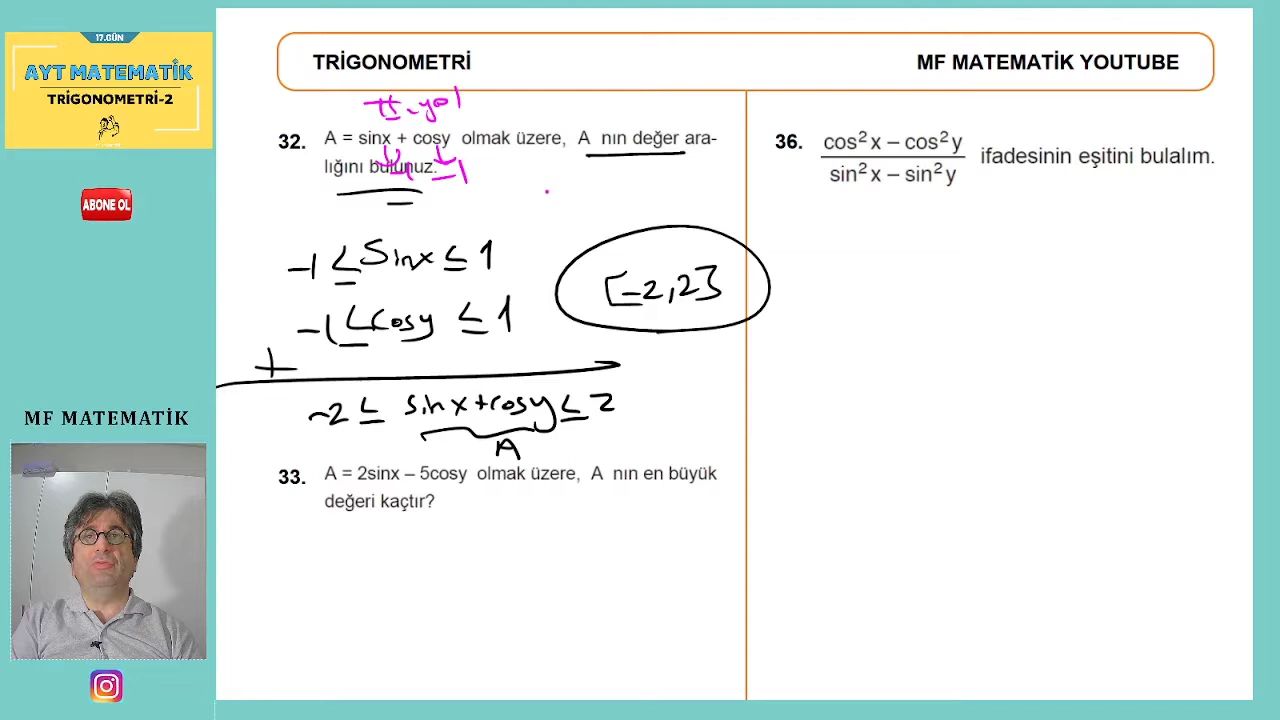 17.GÜN
AYT MATEMATİK
TRİGONOMETRİ-2
ABONE OL
MF MATEMATİK
TRİGONOMETRİ
MF MATEMATİK YOUTUBE
II. yol
32. A = sinx + cosy olmak üzere, A nın değer ara-
lığını bulunuz.
-1 -1
-1 ≤ Sinx ≤ 1
-1 ≤ cosy ≤ 1
+
-2 ≤ sinx+cosy ≤ 2
A
[-2,2]
33. A = 2sinx – 5cosy olmak üzere, A nın en büyük
değeri kaçtır?
36. cos²x – cos²y
sin²x – sin²y
ifadesinin eşitini bulalım.